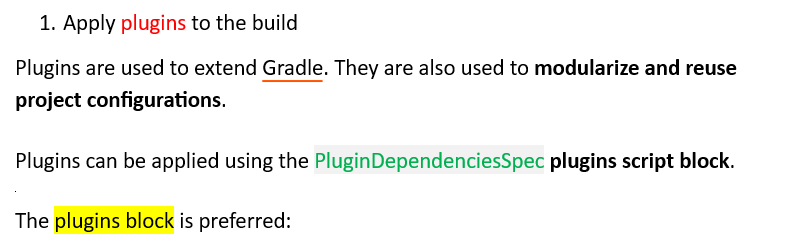 1. Apply plugins to the build
Plugins are used to extend Gradle. They are also used to modularize and reuse
project configurations.
Plugins can be applied using the PluginDependenciesSpec plugins script block.
The plugins block is preferred: